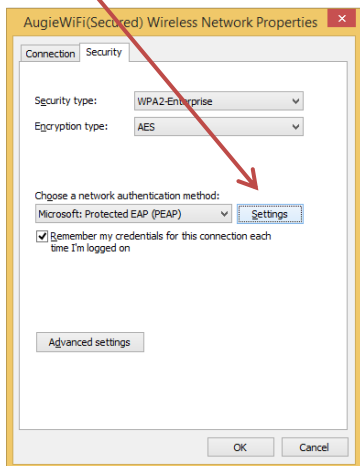 AugieWiFi(Secured) Wireless Network Properties
Connection Security
Security type: WPA2-Enterprise
Encryption type: AES
Choose a network authentication method:
Microsoft: Protected EAP (PEAP) Settings
Remember my credentials for this connection each
time I'm logged on
Advanced settings
OK Cancel